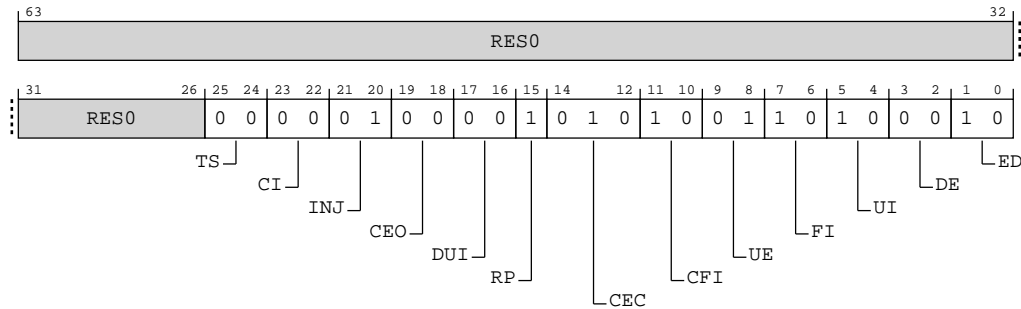 63 32
RES0
31 26 25 24 23 22 21 20 19 18 17 16 15 14 12 11 10 9 8 7 6 5 4 3 2 1 0
RES0 0 0 0 0 0 1 0 0 0 0 1 0 1 0 1 0 0 1 1 0 1 0 0 0 1 0
TS ED
CI DE
INJ UI
CEO FI
DUI UE
RP CFI
CEC